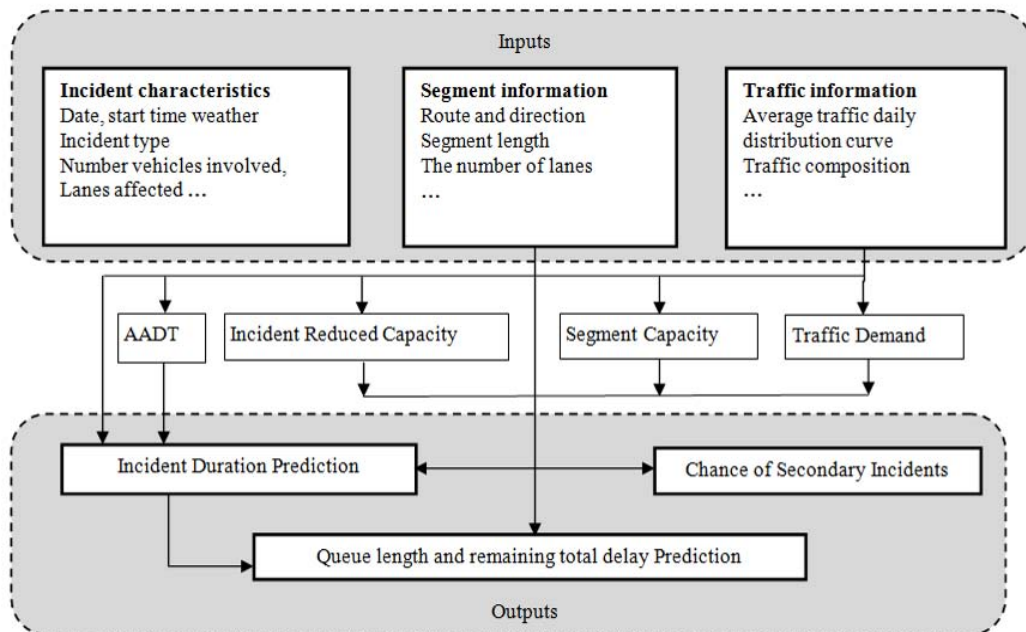 Inputs
Incident characteristics
Date, start time weather
Incident type
Number vehicles involved,
Lanes affected …
Segment information
Route and direction
Segment length
The number of lanes
…
Traffic information
Average traffic daily
distribution curve
Traffic composition
…
AADT
Incident Reduced Capacity
Segment Capacity
Traffic Demand
Incident Duration Prediction
Chance of Secondary Incidents
Queue length and remaining total delay Prediction
Outputs